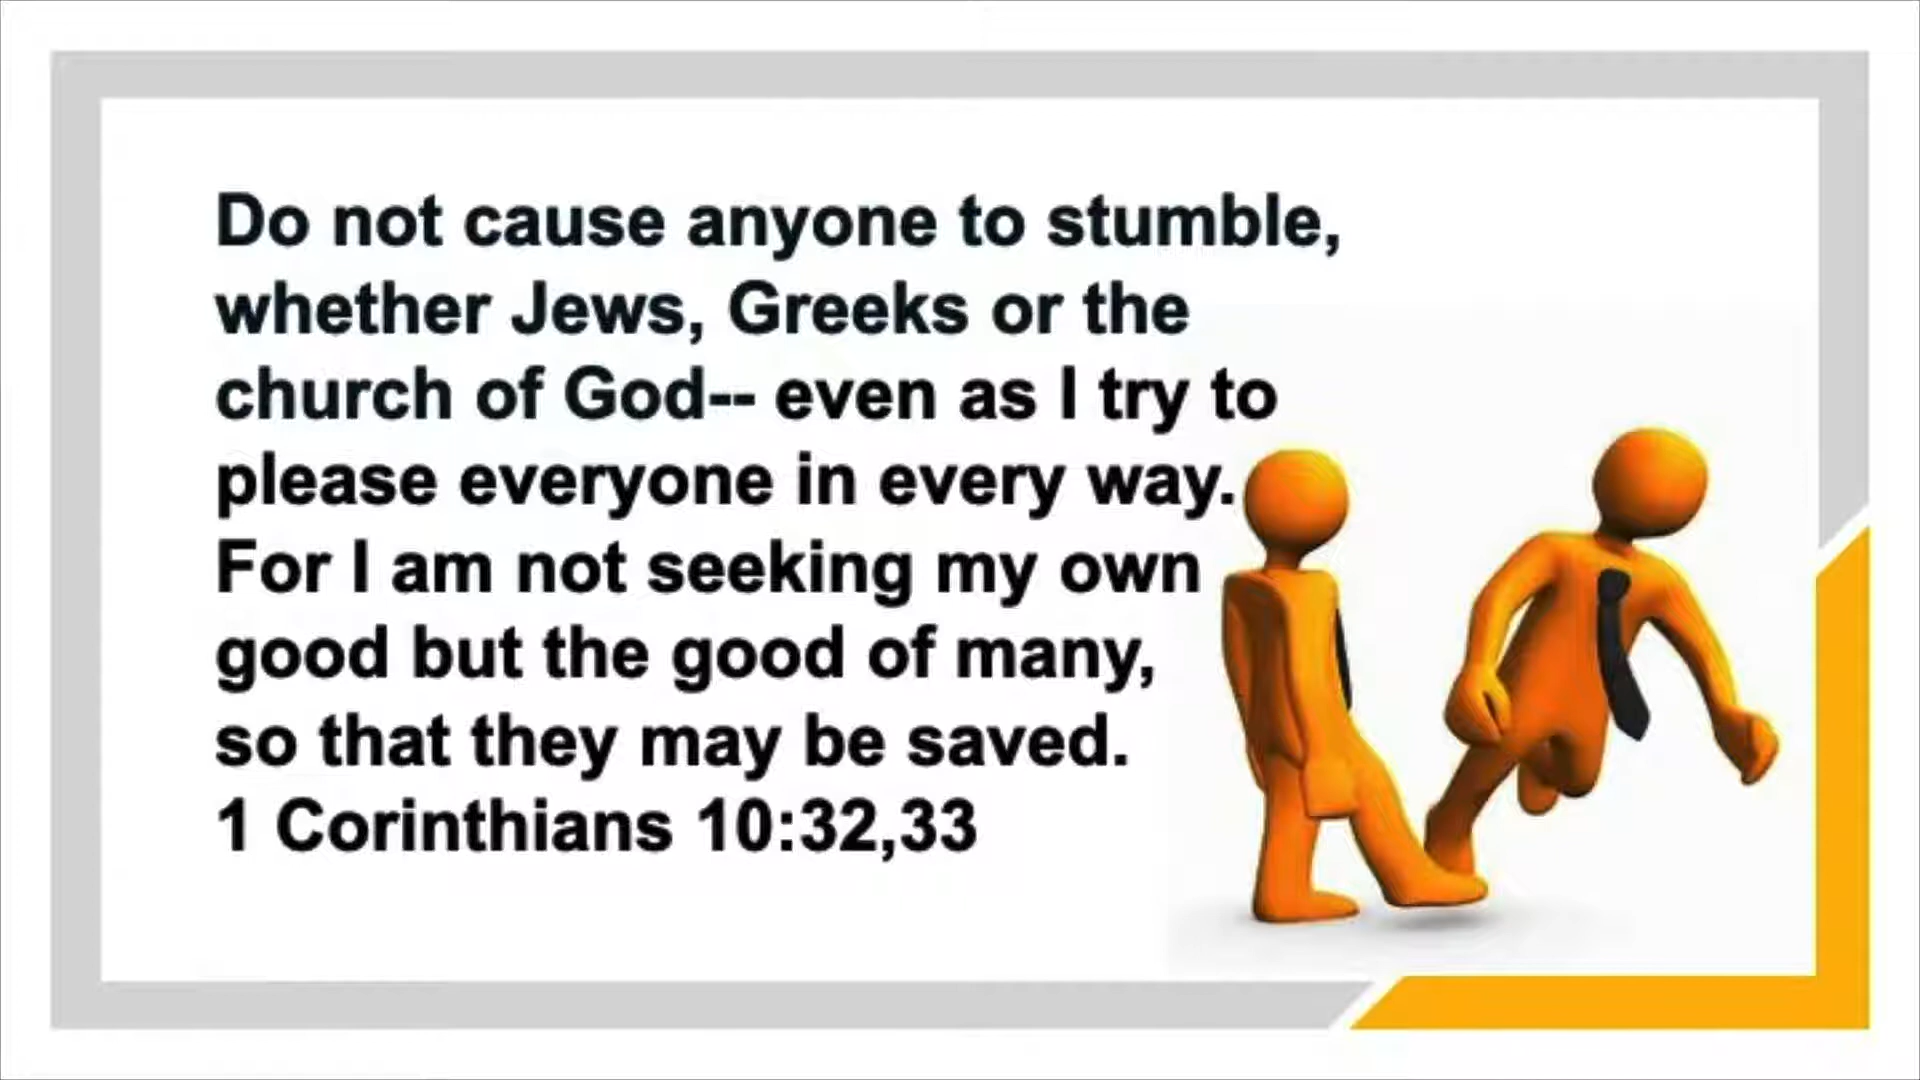 Do not cause anyone to stumble,
whether Jews, Greeks or the
church of God-- even as I try to
please everyone in every way.
For I am not seeking my own
good but the good of many,
so that they may be saved.
1 Corinthians 10:32,33